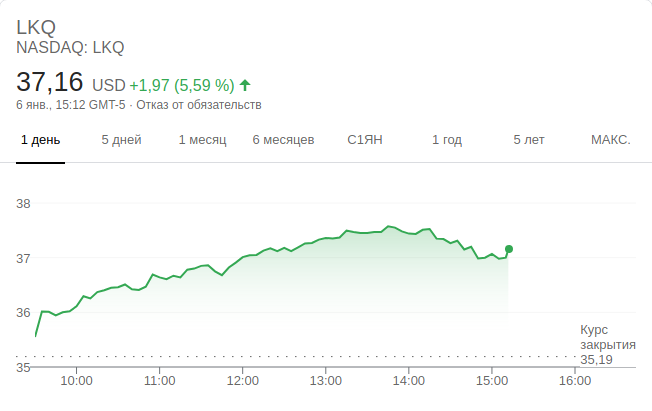 LKQ
NASDAQ: LKQ
37,16 USD +1,97 (5,59 %)
6 янв., 15:12 GMT-5 · Отказ от обязательств
1 день 5 дней 1 месяц 6 месяцев С1ЯН 1 год 5 лет МАКС.
38
37
36
35
Курс
закрытия
35,19
10:00 11:00 12:00 13:00 14:00 15:00 16:00